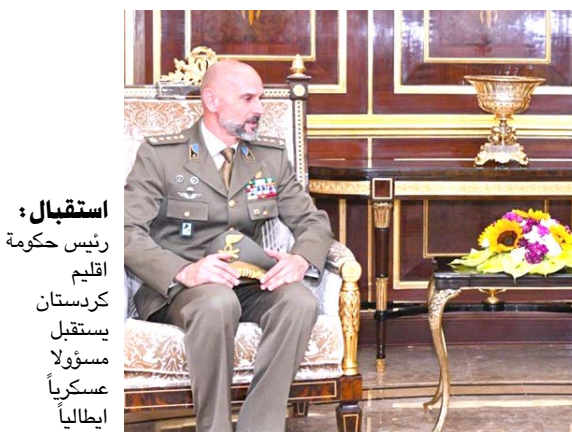 استقبال:
رئيس حكومة
اقليم
كردستان
يستقبل
مسؤولا
عسكرياً
ايطالياً